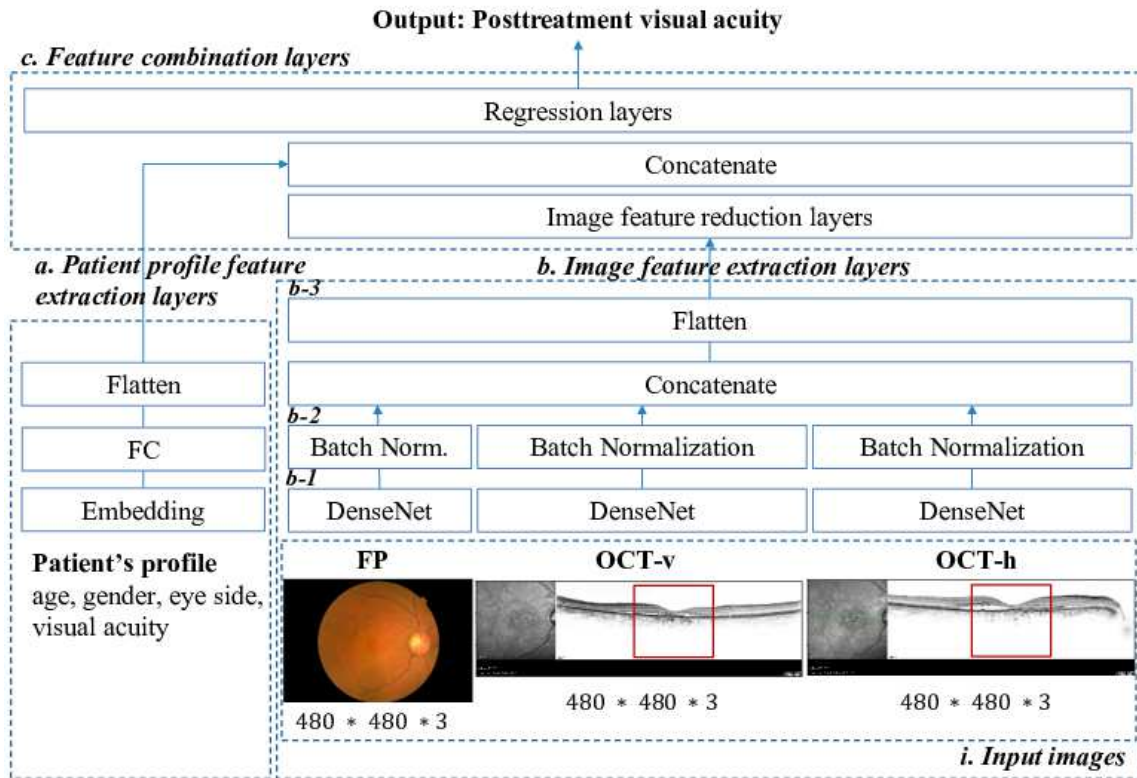 Output: Posttreatment visual acuity
c. Feature combination layers
Regression layers
Concatenate
Image feature reduction layers
a. Patient profile feature
extraction layers
b. Image feature extraction layers
b-3
Flatten
Flatten
Concatenate
b-2
FC
Batch Norm.
Batch Normalization
Batch Normalization
b-1
Embedding
DenseNet
DenseNet
DenseNet
Patient's profile
age, gender, eye side,
visual acuity
FP
OCT-v
OCT-h
480 * 480 * 3
480 * 480 * 3
480 * 480 * 3
i. Input images